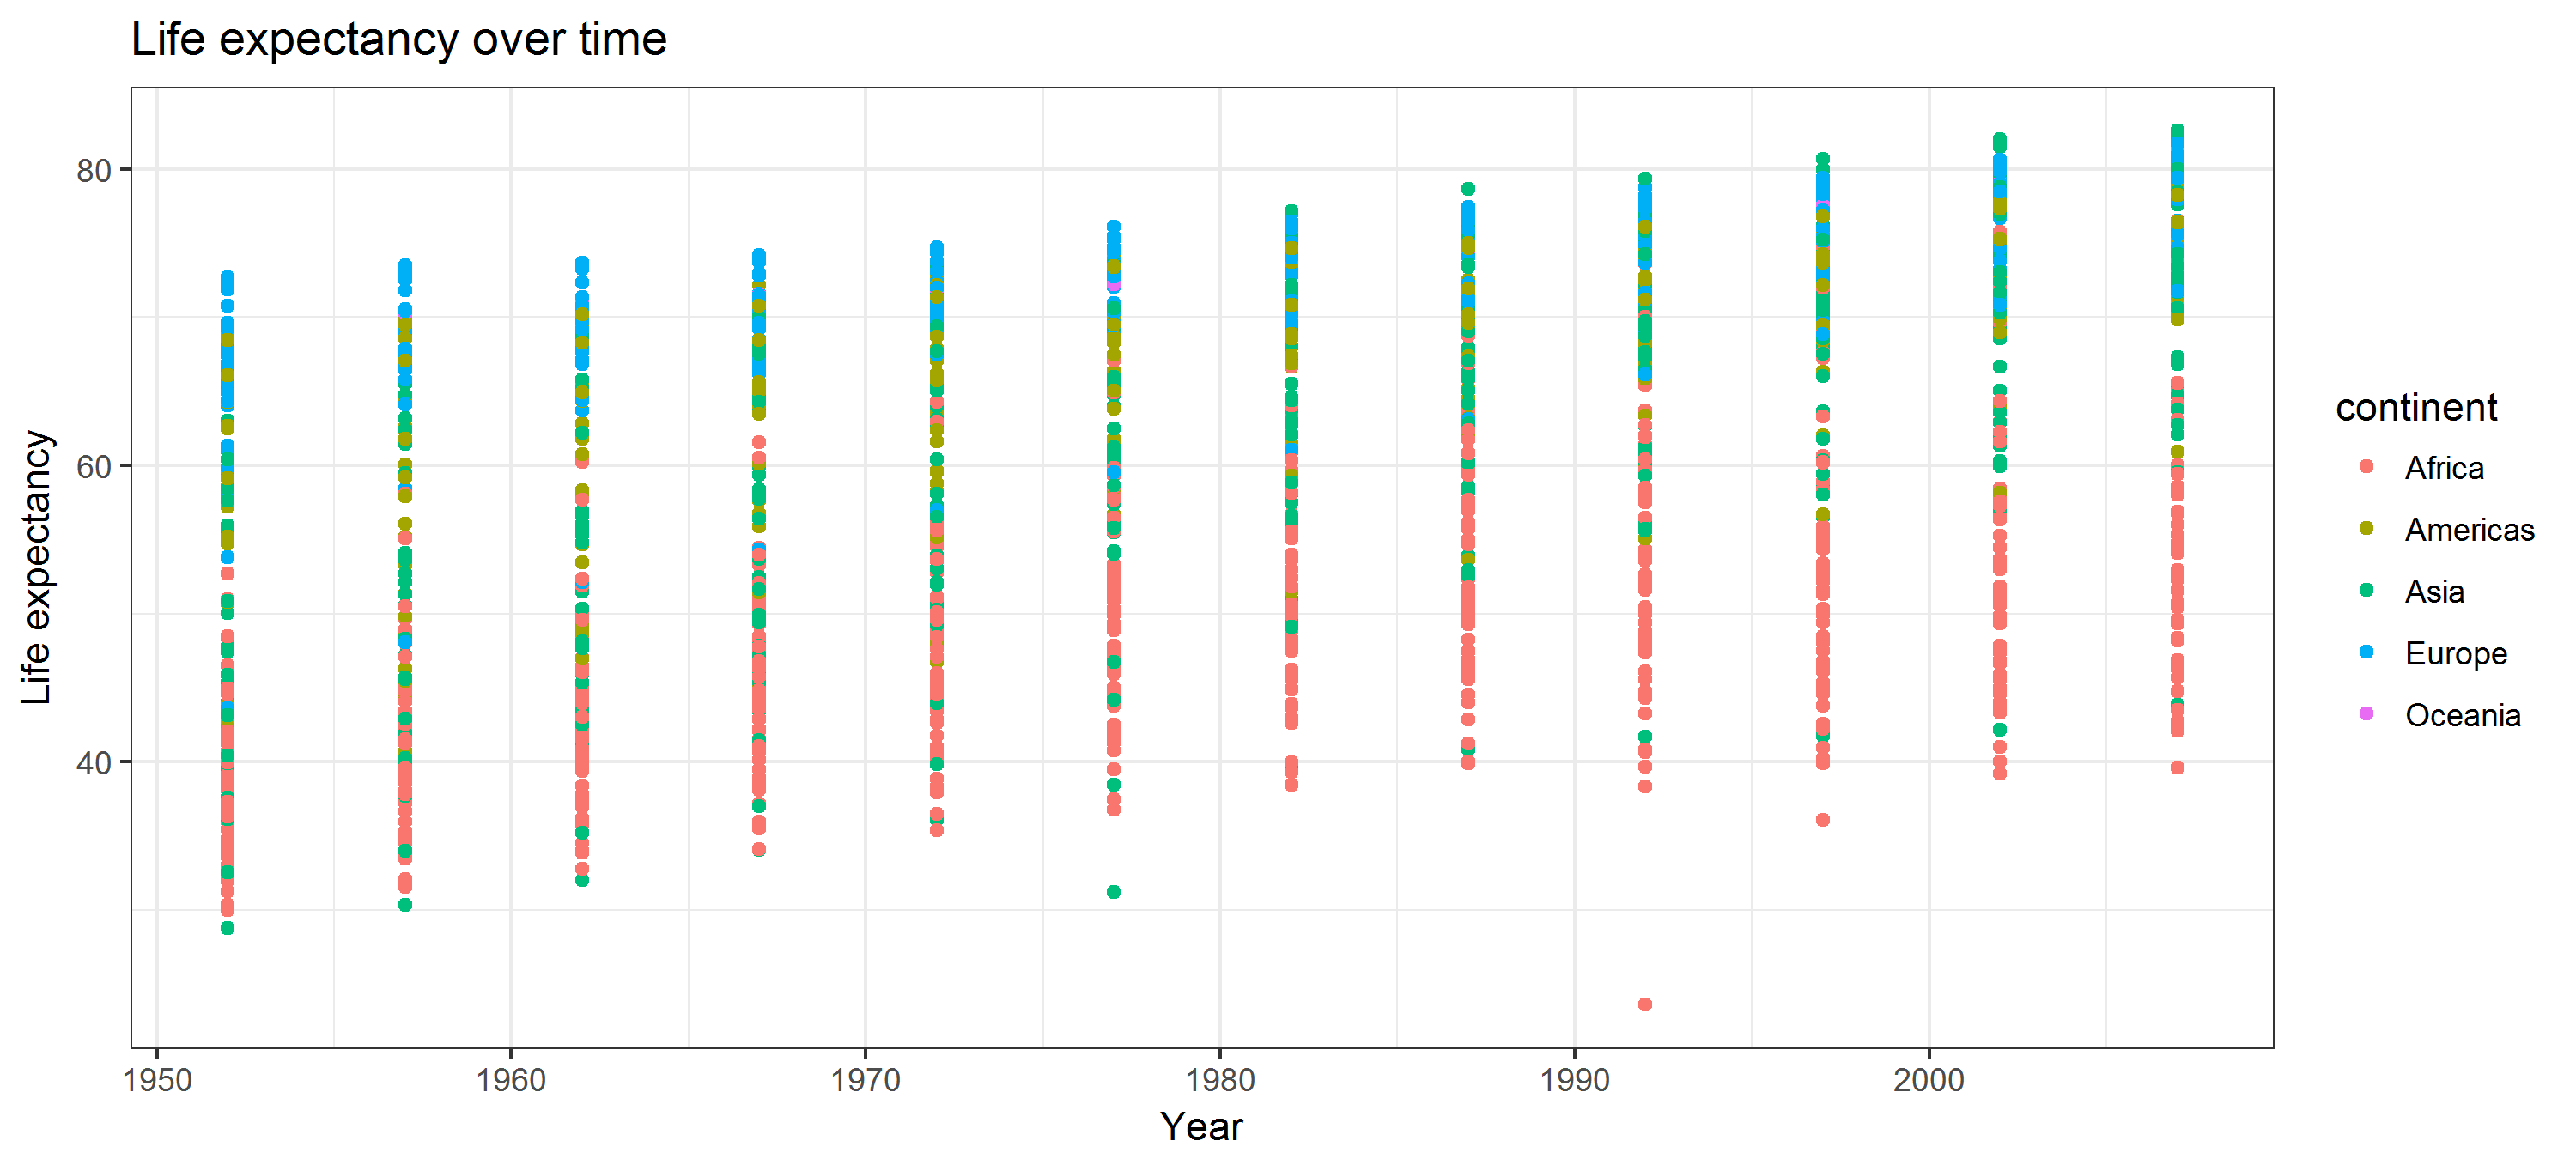 Life expectancy over time
Life expectancy
80
60
40
1950 1960 1970 1980 1990 2000
Year
continent
Africa
Americas
Asia
Europe
Oceania